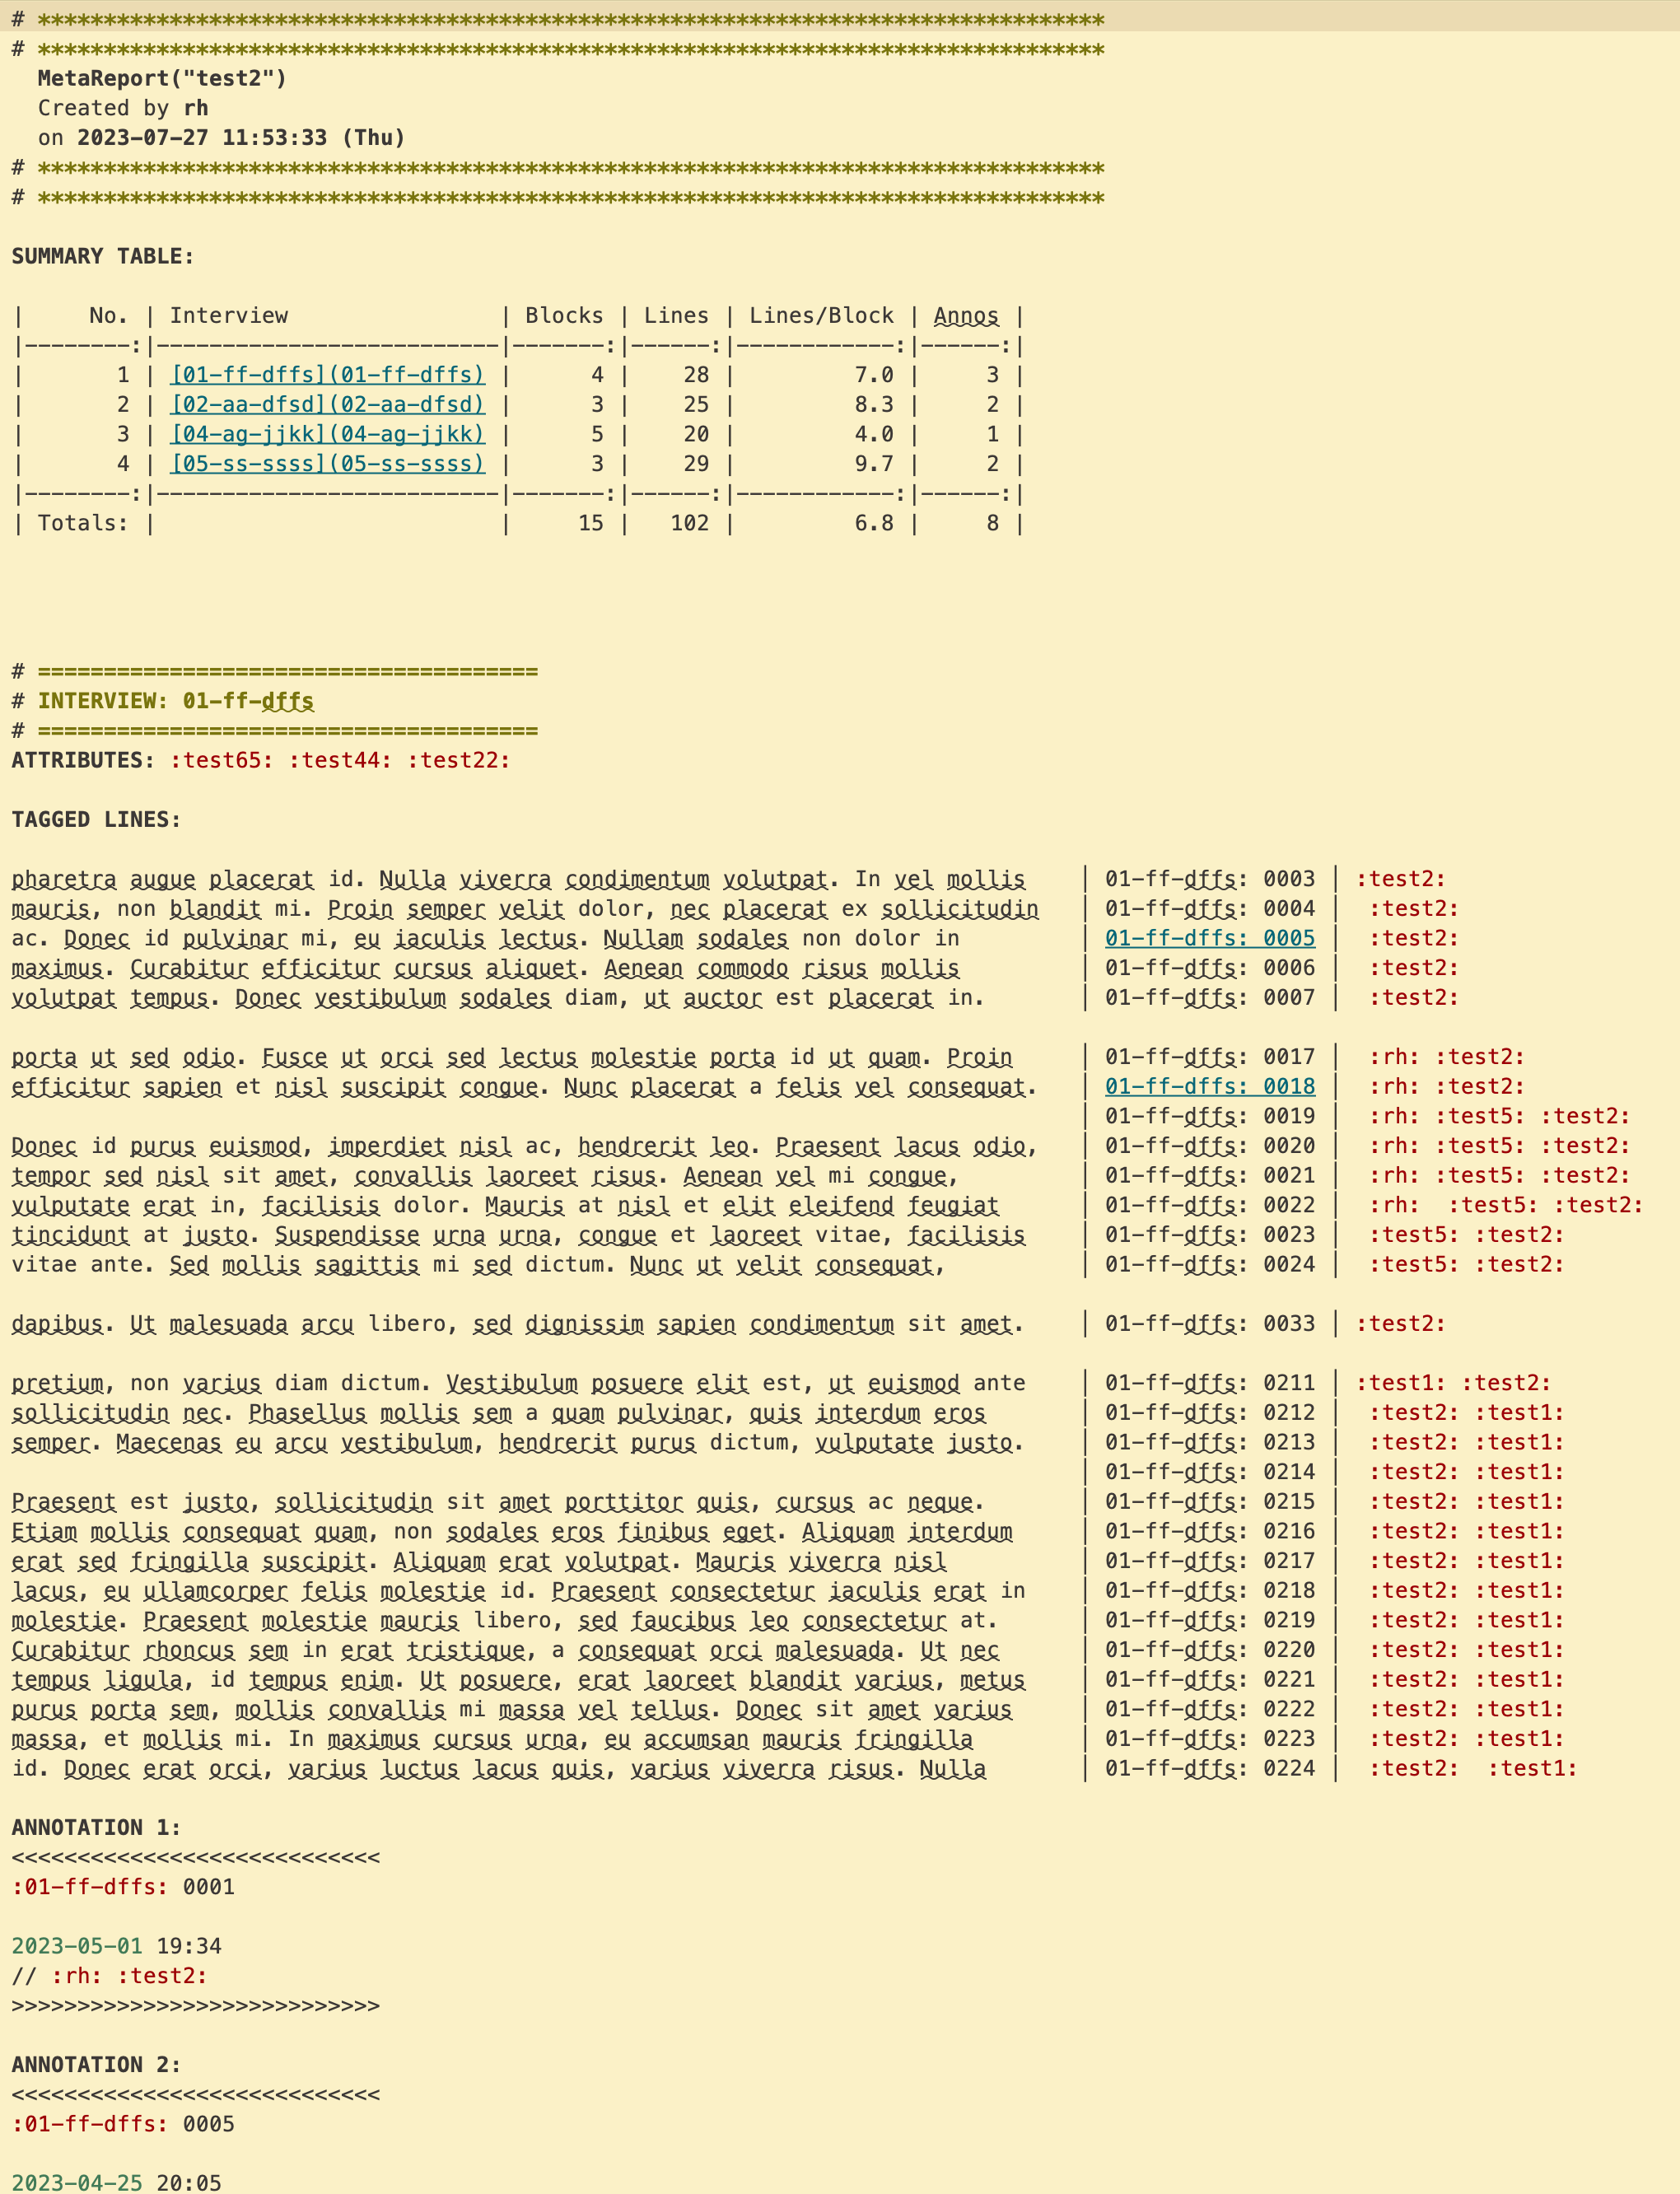 # *********************************************************************************
# *********************************************************************************
  MetaReport("test2")
  Created by rh
  on 2023-07-27 11:53:33 (Thu)
# *********************************************************************************
# *********************************************************************************

SUMMARY TABLE:

|     No. | Interview                | Blocks | Lines | Lines/Block | Annos |
|--------:|--------------------------|-------:|------:|------------:|------:|
|       1 | [01-ff-dffs](01-ff-dffs) |      4 |    28 |         7.0 |     3 |
|       2 | [02-aa-dfsd](02-aa-dfsd) |      3 |    25 |         8.3 |     2 |
|       3 | [04-ag-jjkk](04-ag-jjkk) |      5 |    20 |         4.0 |     1 |
|       4 | [05-ss-ssss](05-ss-ssss) |      3 |    29 |         9.7 |     2 |
|--------:|--------------------------|-------:|------:|------------:|------:|
| Totals: |                          |     15 |   102 |         6.8 |     8 |

# ======================================
# INTERVIEW: 01-ff-dffs
# ======================================
ATTRIBUTES: :test65: :test44: :test22:

TAGGED LINES:

pharetra augue placerat id. Nulla viverra condimentum volutpat. In vel mollis    | 01-ff-dffs: 0003 | :test2:
mauris, non blandit mi. Proin semper velit dolor, nec placerat ex sollicitudin   | 01-ff-dffs: 0004 |  :test2:
ac. Donec id pulvinar mi, eu iaculis lectus. Nullam sodales non dolor in         | 01-ff-dffs: 0005 |  :test2:
maximus. Curabitur efficitur cursus aliquet. Aenean commodo risus mollis         | 01-ff-dffs: 0006 |  :test2:
volutpat tempus. Donec vestibulum sodales diam, ut auctor est placerat in.       | 01-ff-dffs: 0007 |  :test2:

porta ut sed odio. Fusce ut orci sed lectus molestie porta id ut quam. Proin     | 01-ff-dffs: 0017 |  :rh: :test2:
efficitur sapien et nisl suscipit congue. Nunc placerat a felis vel consequat.   | 01-ff-dffs: 0018 |  :rh: :test2:
                                                                                 | 01-ff-dffs: 0019 |  :rh: :test5: :test2:
Donec id purus euismod, imperdiet nisl ac, hendrerit leo. Praesent lacus odio,   | 01-ff-dffs: 0020 |  :rh: :test5: :test2:
tempor sed nisl sit amet, convallis laoreet risus. Aenean vel mi congue,         | 01-ff-dffs: 0021 |  :rh: :test5: :test2:
vulputate erat in, facilisis dolor. Mauris at nisl et elit eleifend feugiat      | 01-ff-dffs: 0022 |  :rh:  :test5: :test2:
tincidunt at justo. Suspendisse urna urna, congue et laoreet vitae, facilisis    | 01-ff-dffs: 0023 |  :test5: :test2:
vitae ante. Sed mollis sagittis mi sed dictum. Nunc ut velit consequat,          | 01-ff-dffs: 0024 |  :test5: :test2:

dapibus. Ut malesuada arcu libero, sed dignissim sapien condimentum sit amet.    | 01-ff-dffs: 0033 | :test2:

pretium, non varius diam dictum. Vestibulum posuere elit est, ut euismod ante    | 01-ff-dffs: 0211 | :test1: :test2:
sollicitudin nec. Phasellus mollis sem a quam pulvinar, quis interdum eros       | 01-ff-dffs: 0212 |  :test2: :test1:
semper. Maecenas eu arcu vestibulum, hendrerit purus dictum, vulputate justo.    | 01-ff-dffs: 0213 |  :test2: :test1:
                                                                                 | 01-ff-dffs: 0214 |  :test2: :test1:
Praesent est justo, sollicitudin sit amet porttitor quis, cursus ac neque.       | 01-ff-dffs: 0215 |  :test2: :test1:
Etiam mollis consequat quam, non sodales eros finibus eget. Aliquam interdum     | 01-ff-dffs: 0216 |  :test2: :test1:
erat sed fringilla suscipit. Aliquam erat volutpat. Mauris viverra nisl          | 01-ff-dffs: 0217 |  :test2: :test1:
lacus, eu ullamcorper felis molestie id. Praesent consectetur iaculis erat in    | 01-ff-dffs: 0218 |  :test2: :test1:
molestie. Praesent molestie mauris libero, sed faucibus leo consectetur at.      | 01-ff-dffs: 0219 |  :test2: :test1:
Curabitur rhoncus sem in erat tristique, a consequat orci malesuada. Ut nec      | 01-ff-dffs: 0220 |  :test2: :test1:
tempus ligula, id tempus enim. Ut posuere, erat laoreet blandit varius, metus    | 01-ff-dffs: 0221 |  :test2: :test1:
purus porta sem, mollis convallis mi massa vel tellus. Donec sit amet varius     | 01-ff-dffs: 0222 |  :test2: :test1:
massa, et mollis mi. In maximus cursus urna, eu accumsan mauris fringilla        | 01-ff-dffs: 0223 |  :test2: :test1:
id. Donec erat orci, varius luctus lacus quis, varius viverra risus. Nulla       | 01-ff-dffs: 0224 |  :test2:  :test1:

ANNOTATION 1:
<<<<<<<<<<<<<<<<<<<<<<<<<<<<
:01-ff-dffs: 0001

2023-05-01 19:34
// :rh: :test2:
>>>>>>>>>>>>>>>>>>>>>>>>>>>>

ANNOTATION 2:
<<<<<<<<<<<<<<<<<<<<<<<<<<<<
:01-ff-dffs: 0005

2023-04-25 20:05